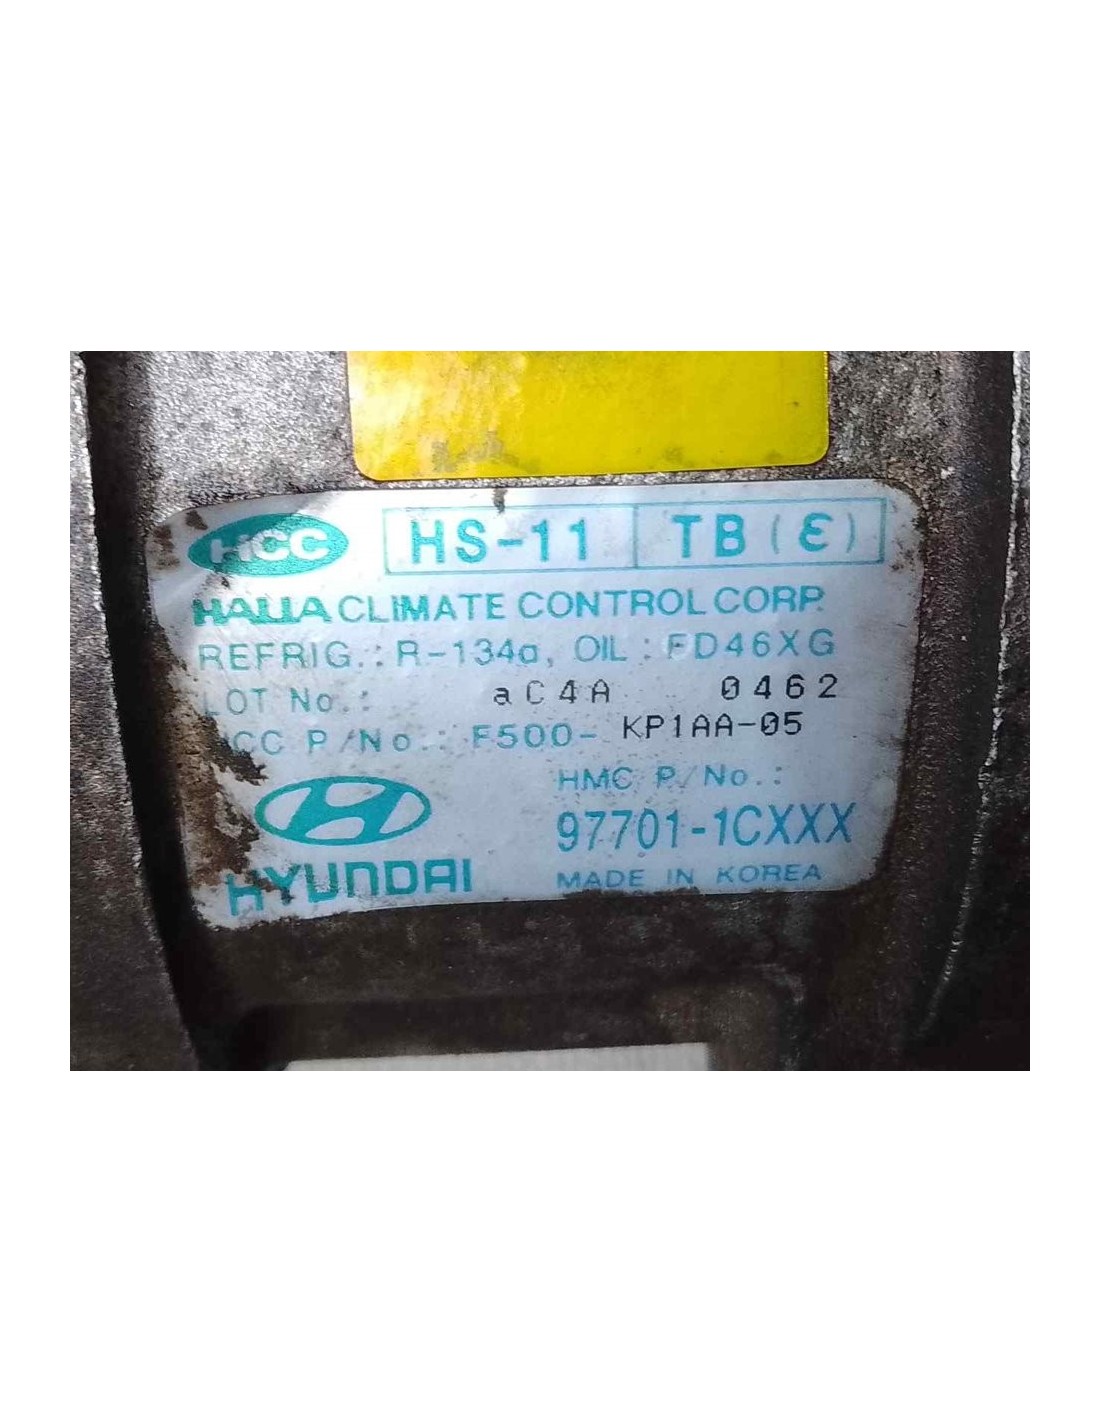 HCC HS-11 TB (ε)
HALLA CLIMATE CONTROL CORP.
REFRIG.: R-134a, OIL: FD46XG
LOT No.: aC4A 0462
HCC P/No.: F500-KP1AA-05
HMC P/No.:
97701-1CXXX
HYUNDAI
MADE IN KOREA